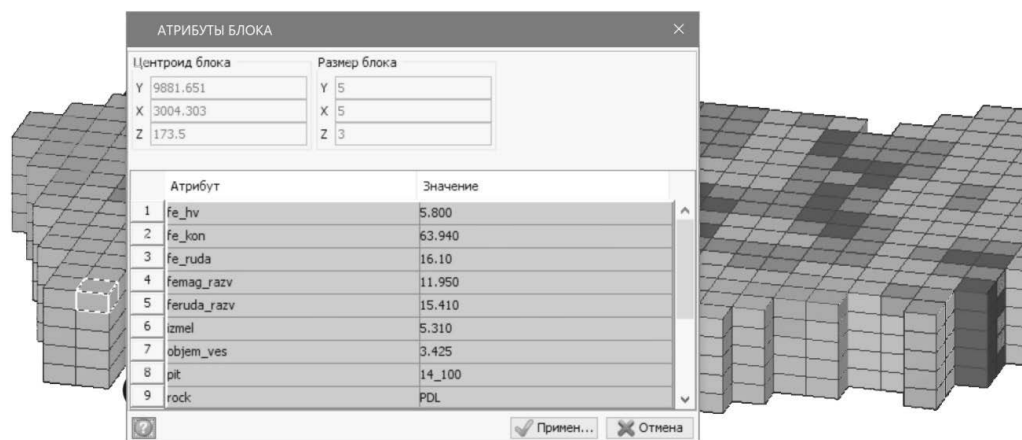 АТРИБУТЫ БЛОКА
Центроид блока Размер блока
Y 9881.651 Y 5
X 3004.303 X 5
Z 173.5 Z 3
Атрибут Значение
1 fe_hv 5.800
2 fe_kon 63.940
3 fe_ruda 16.10
4 femag_razv 11.950
5 feruda_razv 15.410
6 izmel 5.310
7 objem_ves 3.425
8 pit 14_100
9 rock PDL
Примен... Отмена